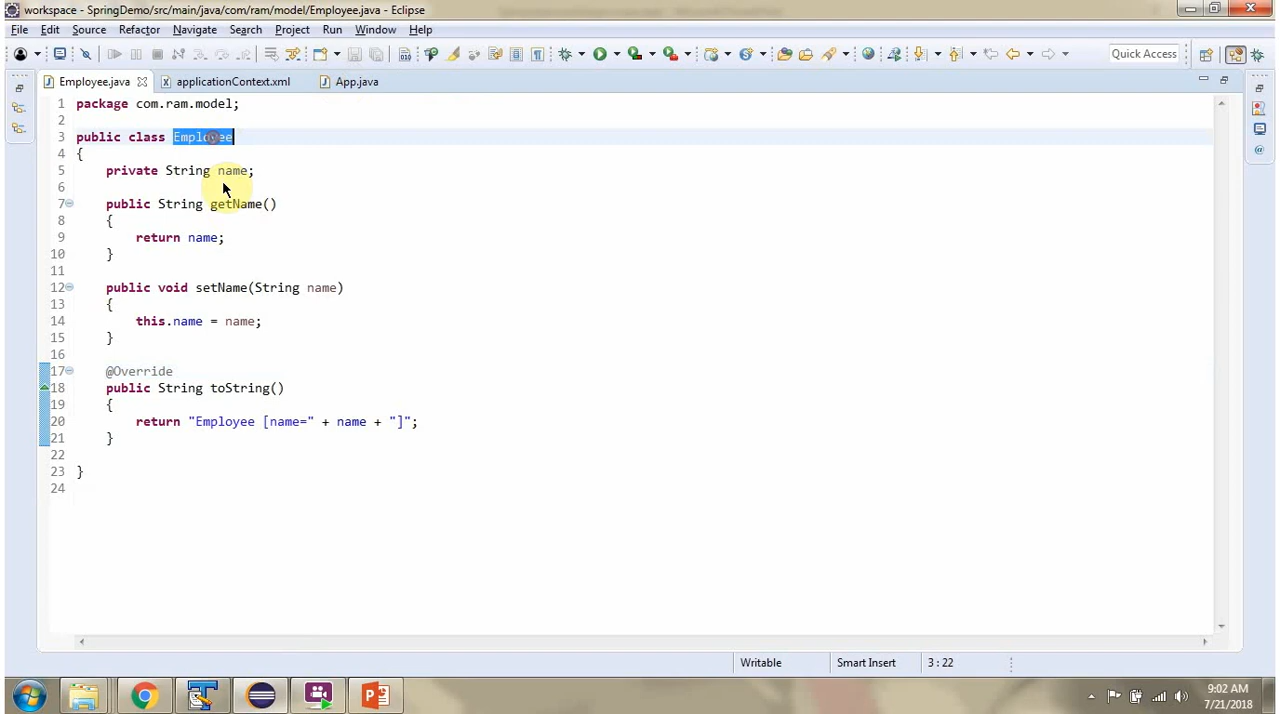 workspace - SpringDemo/src/main/java/com/ram/model/Employee.java - Eclipse
File Edit Source Refactor Navigate Search Project Run Window Help
Quick Access
Employee.java applicationContext.xml App.java
1 package com.ram.model;
2
3 public class Employee
4 {
5 private String name;
6
7 public String getName()
8 {
9 return name;
10 }
11
12 public void setName(String name)
13 {
14 this.name = name;
15 }
16
17 @Override
18 public String toString()
19 {
20 return "Employee [name=" + name + "]";
21 }
22
23 }
24
Writable Smart Insert 3 : 22
9:02 AM
7/21/2018